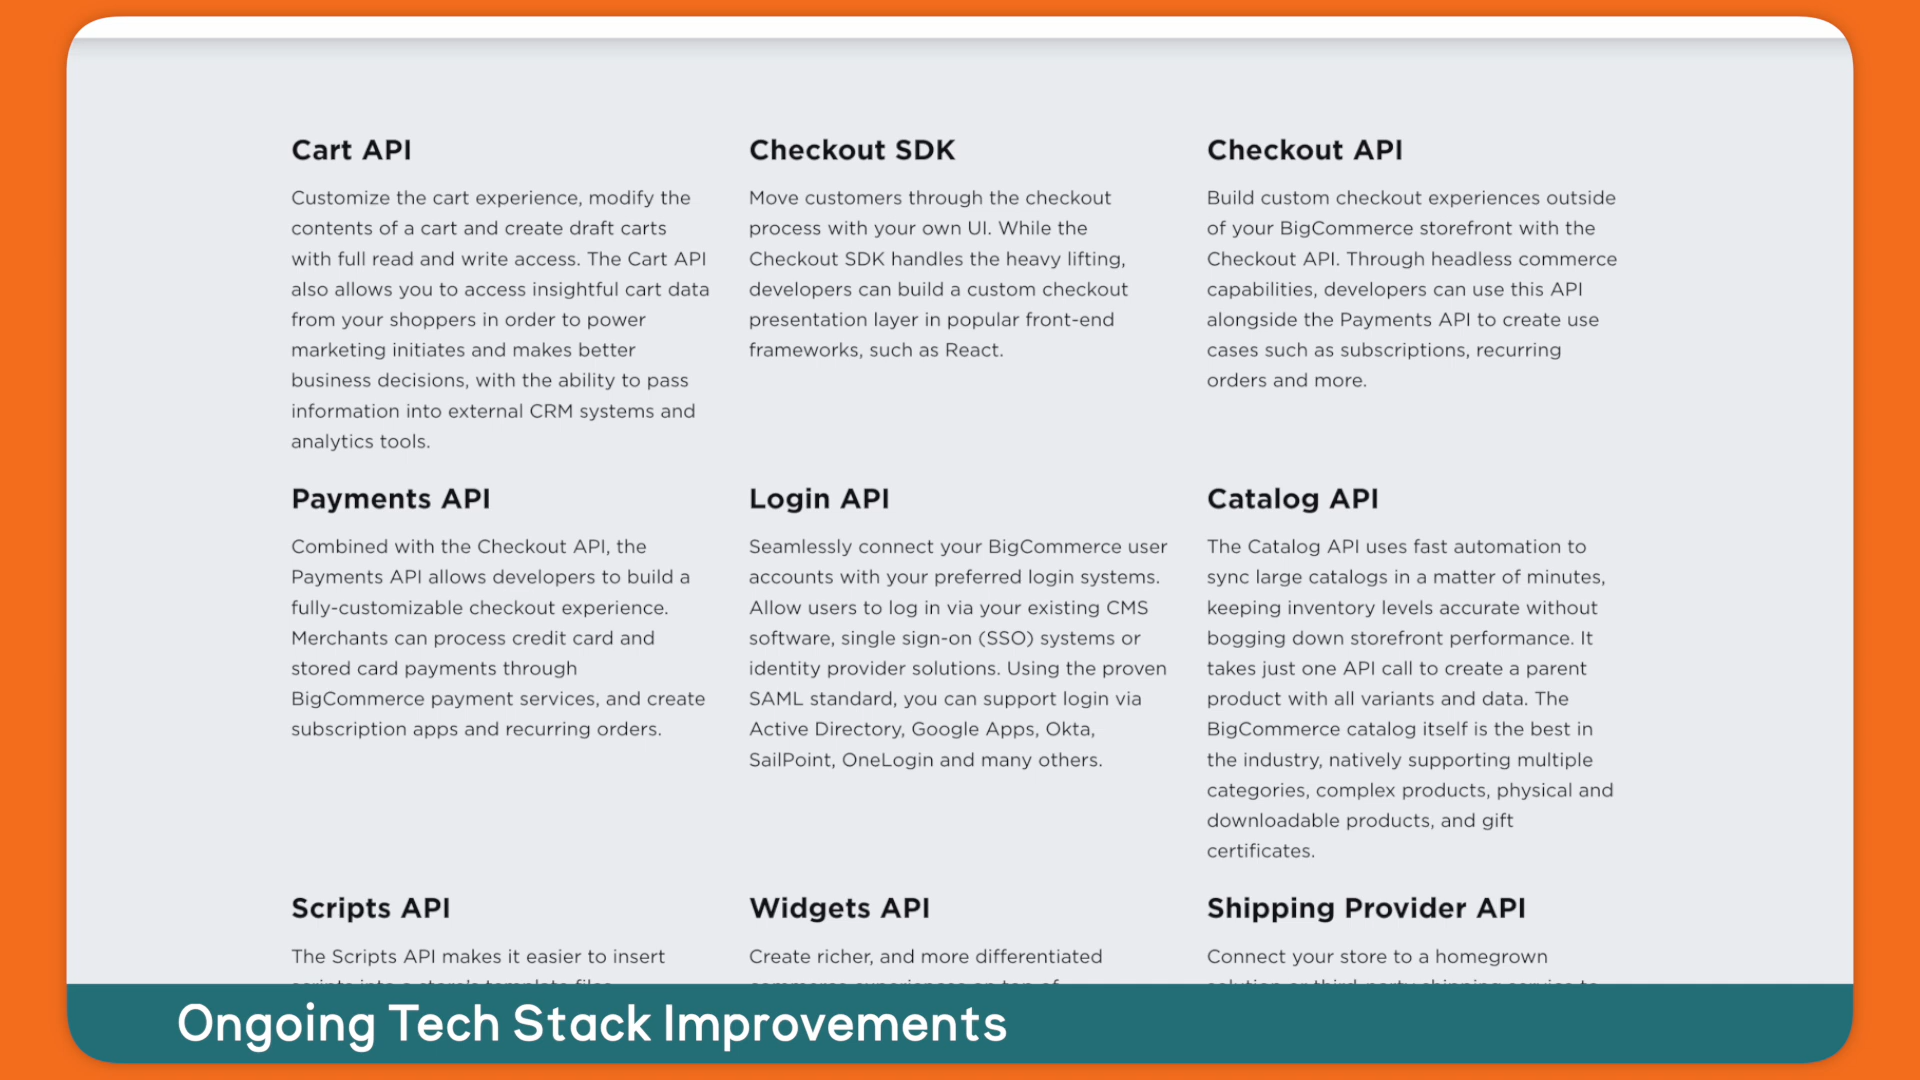 Cart API
Customize the cart experience, modify the
contents of a cart and create draft carts
with full read and write access. The Cart API
also allows you to access insightful cart data
from your shoppers in order to power
marketing initiates and makes better
business decisions, with the ability to pass
information into external CRM systems and
analytics tools.
Checkout SDK
Move customers through the checkout
process with your own UI. While the
Checkout SDK handles the heavy lifting,
developers can build a custom checkout
presentation layer in popular front-end
frameworks, such as React.
Checkout API
Build custom checkout experiences outside
of your BigCommerce storefront with the
Checkout API. Through headless commerce
capabilities, developers can use this API
alongside the Payments API to create use
cases such as subscriptions, recurring
orders and more.
Payments API
Combined with the Checkout API, the
Payments API allows developers to build a
fully-customizable checkout experience.
Merchants can process credit card and
stored card payments through
BigCommerce payment services, and create
subscription apps and recurring orders.
Login API
Seamlessly connect your BigCommerce user
accounts with your preferred login systems.
Allow users to log in via your existing CMS
software, single sign-on (SSO) systems or
identity provider solutions. Using the proven
SAML standard, you can support login via
Active Directory, Google Apps, Okta,
SailPoint, OneLogin and many others.
Catalog API
The Catalog API uses fast automation to
sync large catalogs in a matter of minutes,
keeping inventory levels accurate without
bogging down storefront performance. It
takes just one API call to create a parent
product with all variants and data. The
BigCommerce catalog itself is the best in
the industry, natively supporting multiple
categories, complex products, physical and
downloadable products, and gift
certificates.
Scripts API
The Scripts API makes it easier to insert
Widgets API
Create richer, and more differentiated
Shipping Provider API
Connect your store to a homegrown
Ongoing Tech Stack Improvements